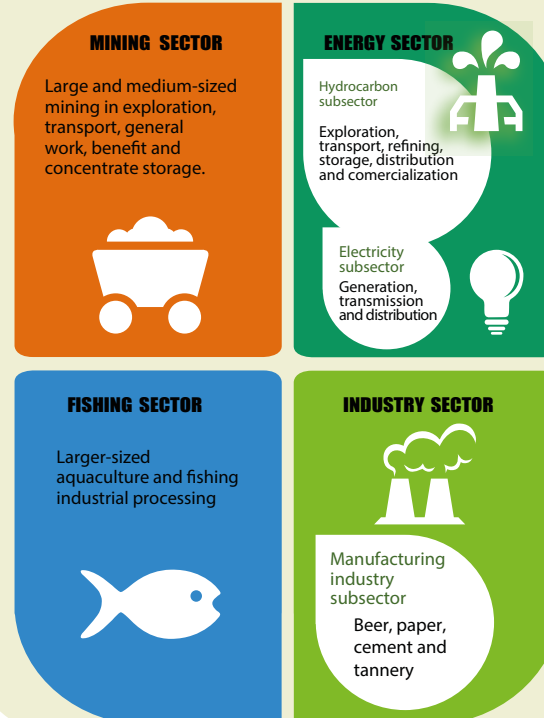 MINING SECTOR
Large and medium-sized
mining in exploration,
transport, general
work, benefit and
concentrate storage.
ENERGY SECTOR
Hydrocarbon
subsector
Exploration,
transport, refining,
storage, distribution
and comercialization
Electricity
subsector
Generation,
transmission
and distribution
FISHING SECTOR
Larger-sized
aquaculture and fishing
industrial processing
INDUSTRY SECTOR
Manufacturing
industry
subsector
Beer, paper,
cement and
tannery